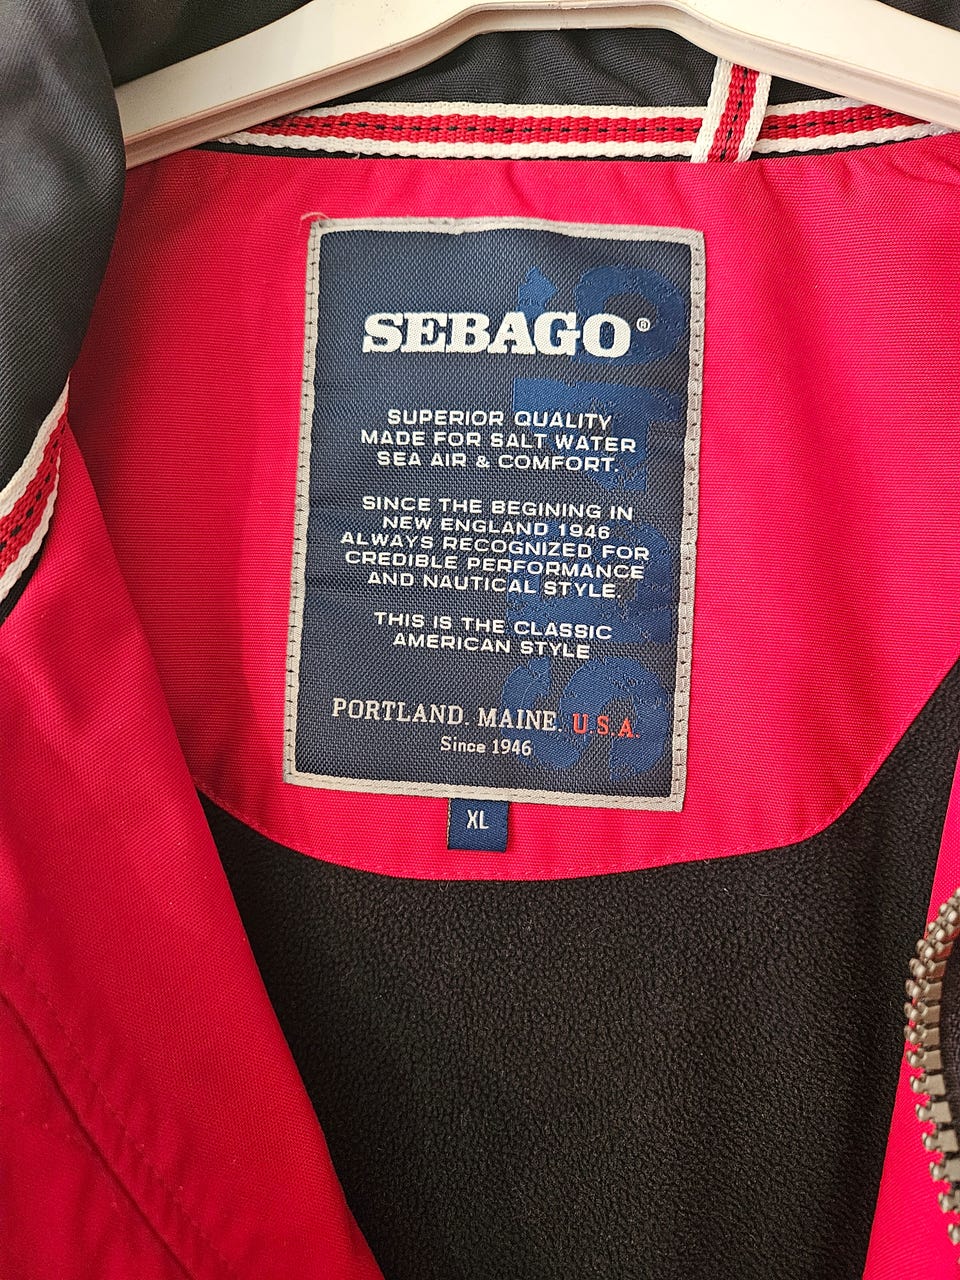 SEBAGO®
SUPERIOR QUALITY
MADE FOR SALT WATER
SEA AIR & COMFORT.
SINCE THE BEGINING IN
NEW ENGLAND 1946
ALWAYS RECOGNIZED FOR
CREDIBLE PERFORMANCE
AND NAUTICAL STYLE.
THIS IS THE CLASSIC
AMERICAN STYLE
PORTLAND. MAINE. U.S.A.
Since 1946
XL